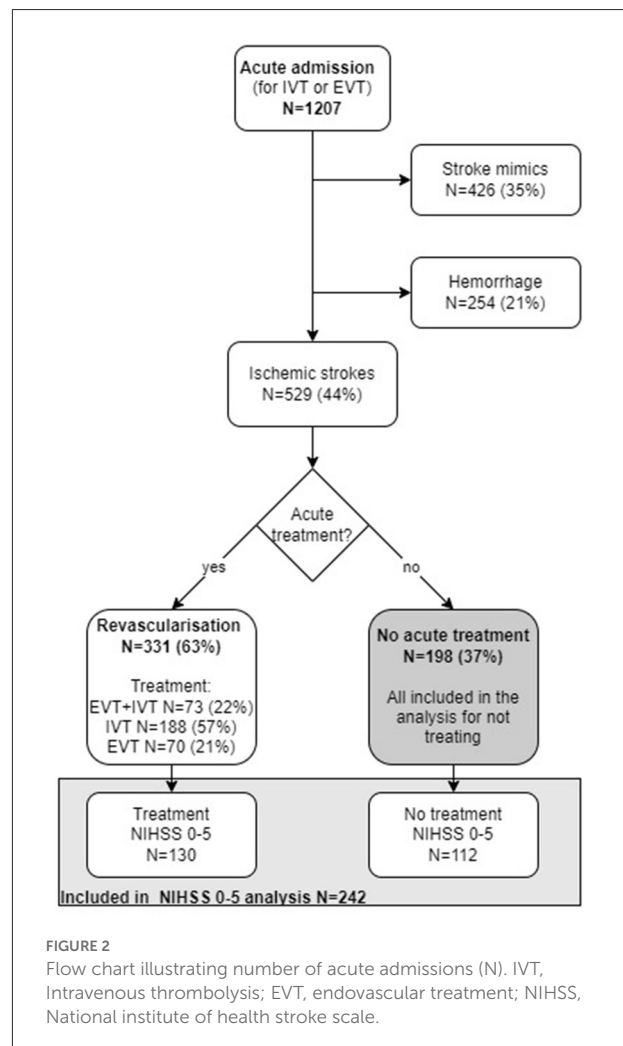 Acute admission
(for IVT or EVT)
N=1207
Stroke mimics
N=426 (35%)
Hemorrhage
N=254 (21%)
Ischemic strokes
N=529 (44%)
Acute
treatment?
yes
no
Revascularisation
N=331 (63%)
Treatment:
EVT+IVT N=73 (22%)
IVT N=188 (57%)
EVT N=70 (21%)
No acute treatment
N=198 (37%)
All included in the
analysis for not
treating
Treatment
NIHSS 0-5
N=130
No treatment
NIHSS 0-5
N=112
Included in NIHSS 0-5 analysis N=242
FIGURE 2
Flow chart illustrating number of acute admissions (N). IVT,
Intravenous thrombolysis; EVT, endovascular treatment; NIHSS,
National institute of health stroke scale.